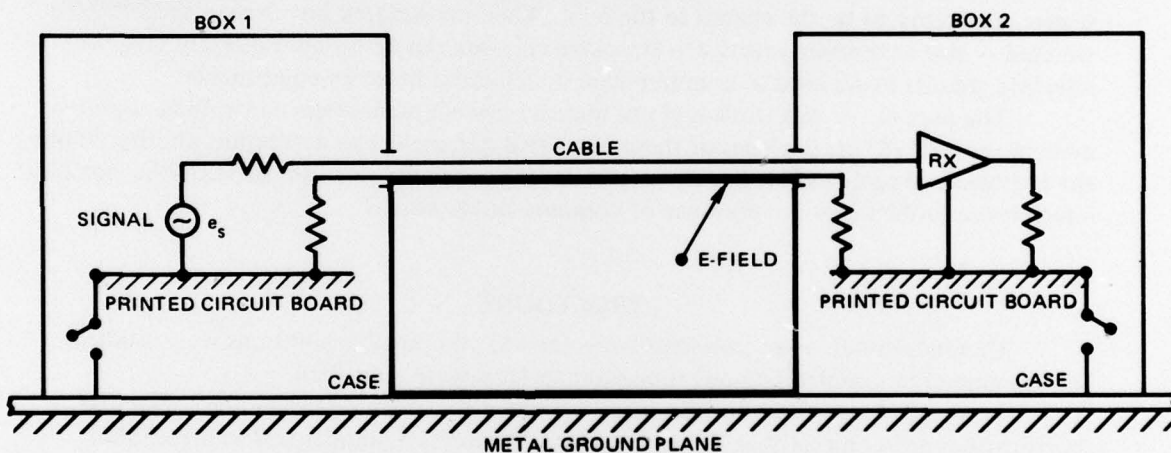 BOX 1
BOX 2
CABLE
RX
SIGNAL
e_s
E-FIELD
PRINTED CIRCUIT BOARD
PRINTED CIRCUIT BOARD
CASE
CASE
METAL GROUND PLANE